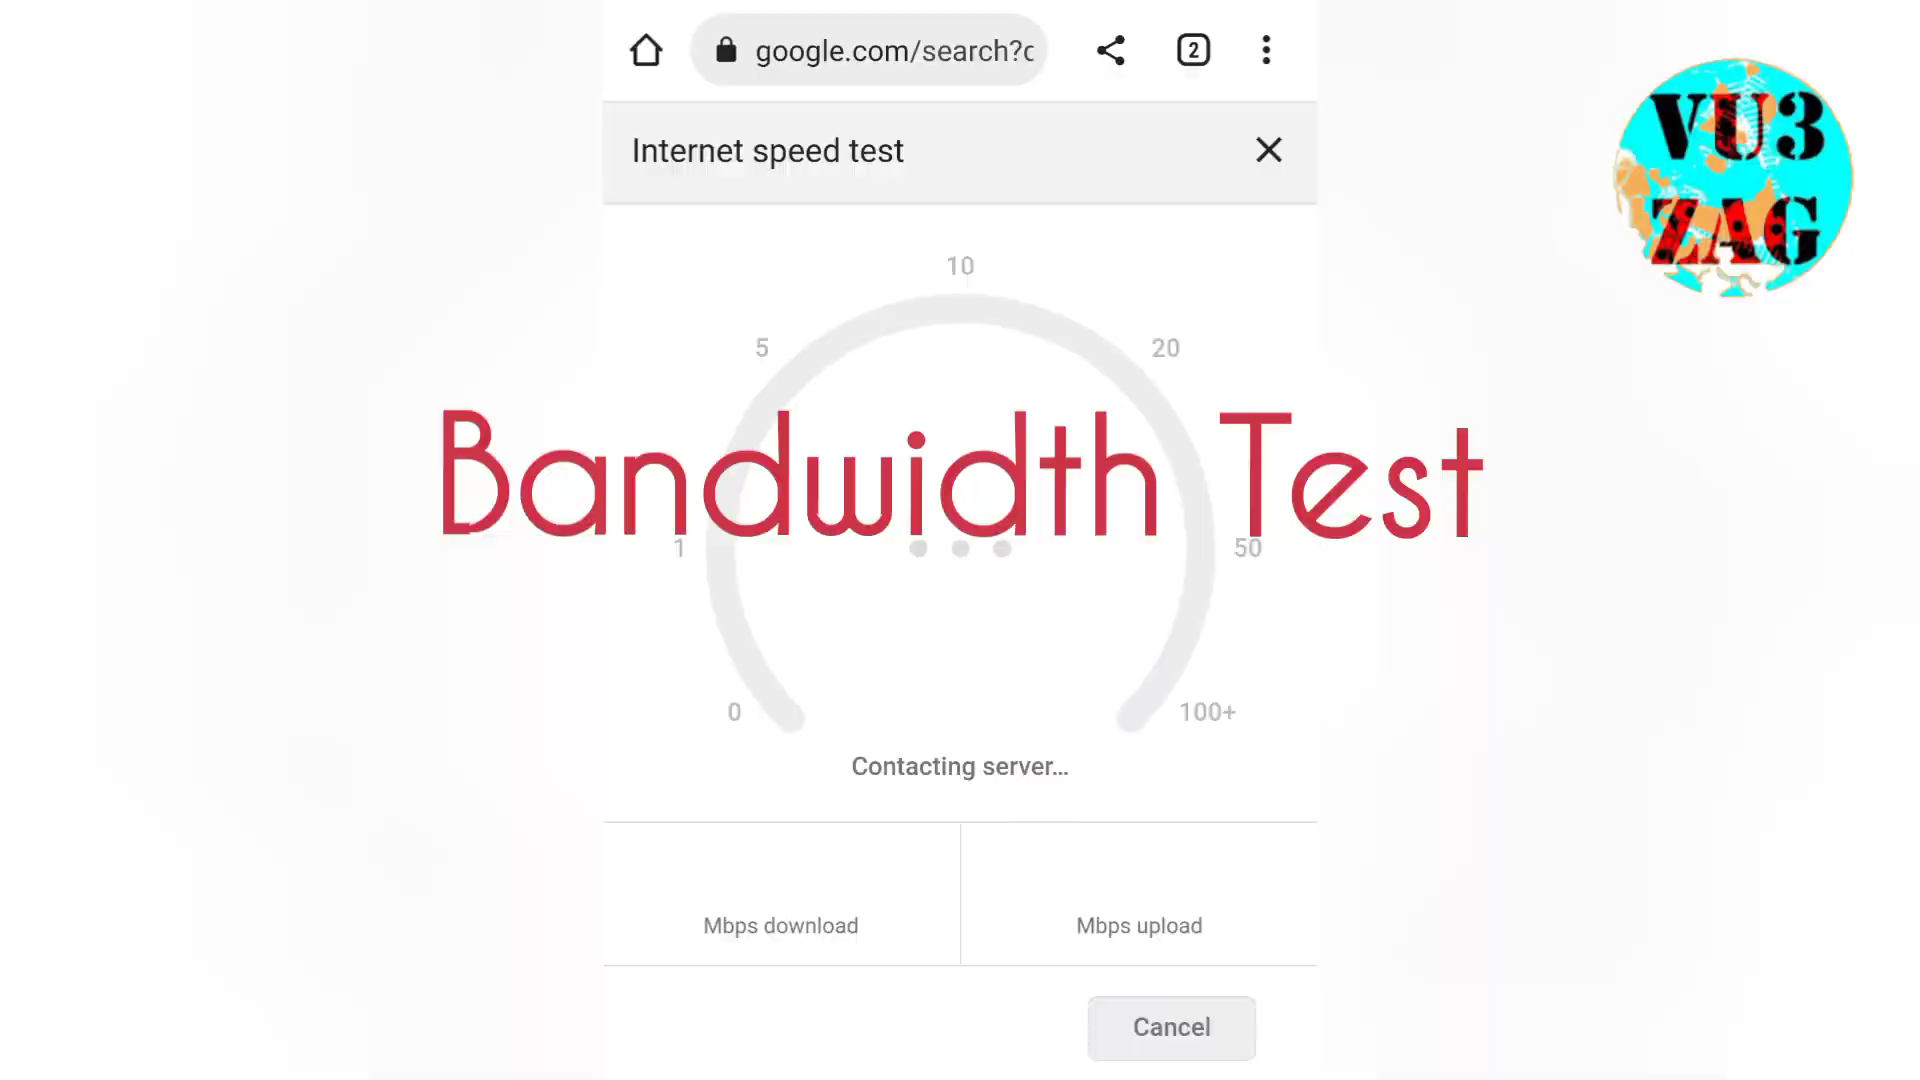 google.com/search?c
2
Internet speed test
VU3
ZAG
10
5
20
Bandwidth Test
1
50
0
100+
Contacting server...
Mbps download
Mbps upload
Cancel